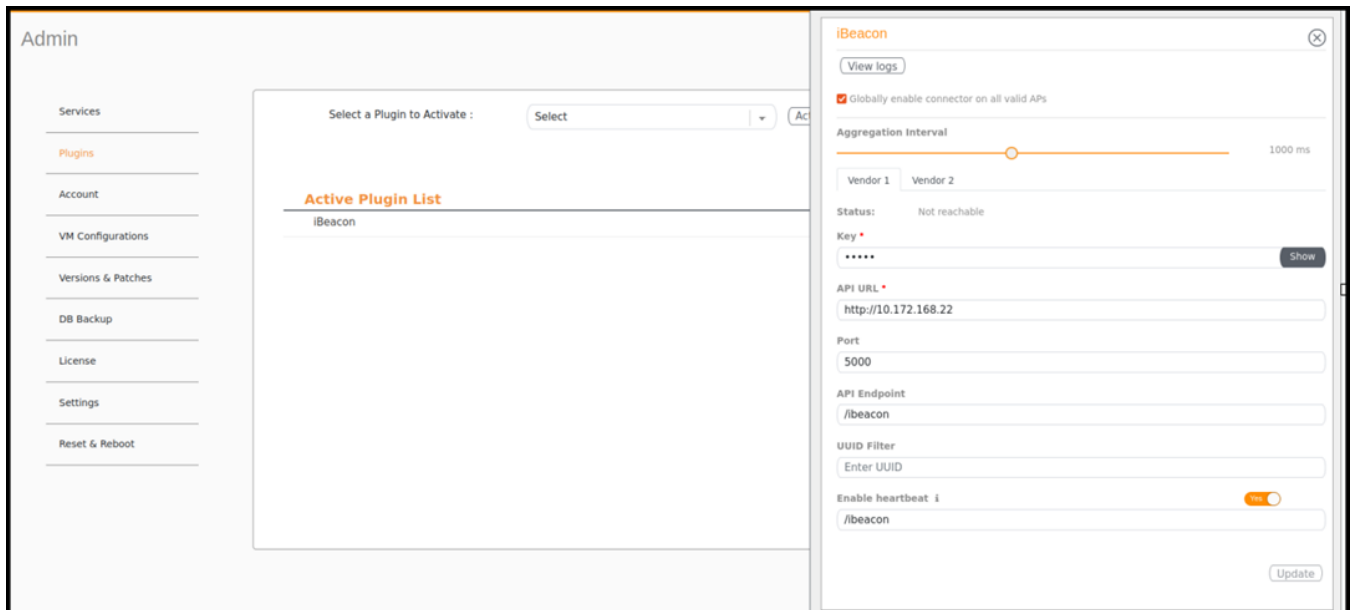 Admin
Services
Plugins
Account
VM Configurations
Versions & Patches
DB Backup
License
Settings
Reset & Reboot
Select a Plugin to Activate :
Select
Active Plugin List
iBeacon
iBeacon
View logs
Globally enable connector on all valid APs
Aggregation Interval
1000 ms
Vendor 1 Vendor 2
Status: Not reachable
Key *
••••• Show
API URL *
http://10.172.168.22
Port
5000
API Endpoint
/ibeacon
UUID Filter
Enter UUID
Enable heartbeat i Yes
/ibeacon
Update